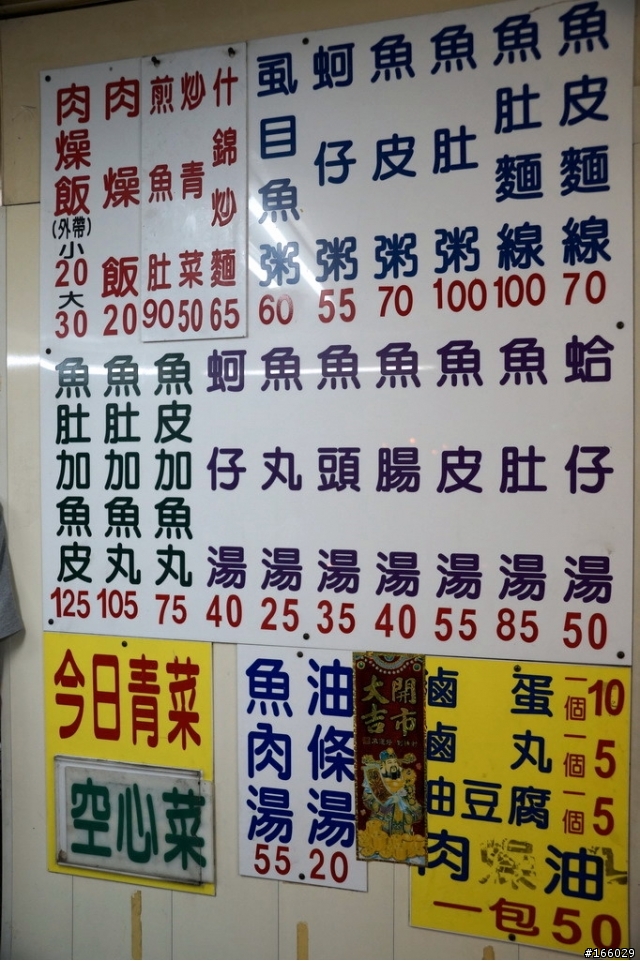 魚皮麵線70
魚肚麵線100
魚肚粥100
魚皮粥70
蚵仔粥55
虱目魚粥60
什錦炒麵65
炒青菜50
煎魚肚90
肉燥飯20
肉燥飯(外帶)小20大30
蛤仔湯50
魚肚湯85
魚皮湯55
魚腸湯40
魚頭湯35
魚丸湯25
蚵仔湯40
魚皮加魚丸75
魚肚加魚丸105
魚肚加魚皮125
今日青菜
空心菜
油條湯20
魚肉湯55.
開市
大吉
鹵蛋一個10
鹵丸一個5
油豆腐一個5
肉燥油
一包50
#166029